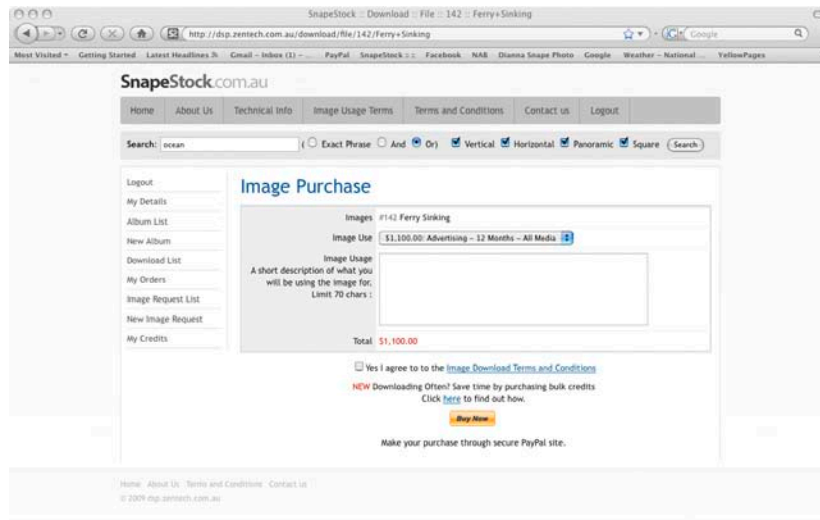 SnapeStock :: Download :: File :: 142 :: Ferry+Sinking
http://dsp.zentech.com.au/download/file/142/Ferry+Sinking
Google
Most Visited Getting Started Latest Headlines Gmail - Inbox (1) - ... PayPal SnapeStock ::: Facebook NAB Dianna Snape Photo Google Weather - National ... YellowPages
SnapeStock.com.au
Home About Us Technical Info Image Usage Terms Terms and Conditions Contact us Logout
Search: ocean ( Exact Phrase And Or) Vertical Horizontal Panoramic Square Search
Logout
My Details
Album List
New Album
Download List
My Orders
Image Request List
New Image Request
My Credits
Image Purchase
Images #142 Ferry Sinking
Image Use $1,100.00: Advertising - 12 Months - All Media
Image Usage
A short description of what you
will be using the image for.
Limit 70 chars :
Total $1,100.00
Yes I agree to to the Image Download Terms and Conditions
NEW Downloading Often? Save time by purchasing bulk credits
Click here to find out how.
Buy Now
Make your purchase through secure PayPal site.
Home About Us Terms and Conditions Contact us
© 2009 dsp.zentech.com.au